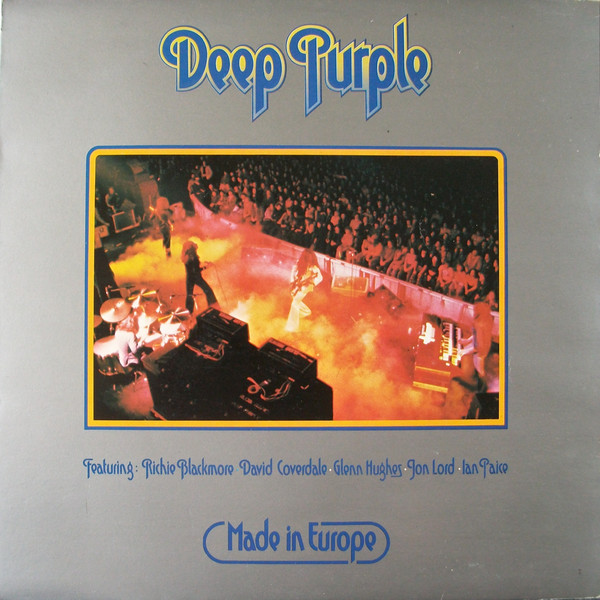 Deep Purple
Featuring: Richie Blackmore David Coverdale · Glenn Hughes · Jon Lord · Ian Paice
Made in Europe